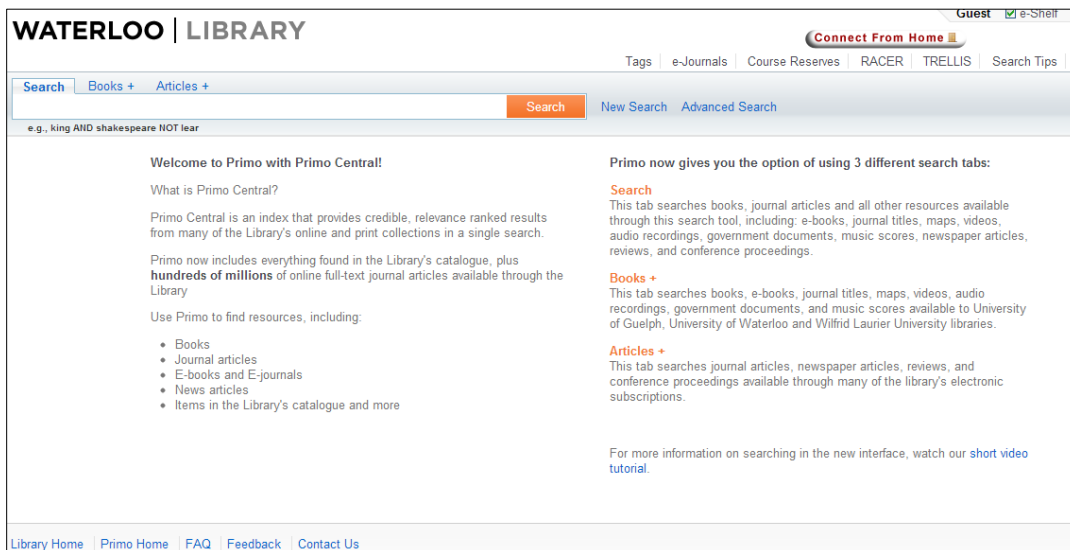 Guest e-Shelf
WATERLOO | LIBRARY
Connect From Home
Tags e-Journals Course Reserves RACER TRELLIS Search Tips
Search Books + Articles +
Search New Search Advanced Search
e.g., king AND shakespeare NOT lear
Welcome to Primo with Primo Central!
What is Primo Central?
Primo Central is an index that provides credible, relevance ranked results
from many of the Library's online and print collections in a single search.
Primo now includes everything found in the Library's catalogue, plus
hundreds of millions of online full-text journal articles available through the
Library
Use Primo to find resources, including:
• Books
• Journal articles
• E-books and E-journals
• News articles
• Items in the Library's catalogue and more
Primo now gives you the option of using 3 different search tabs:
Search
This tab searches books, journal articles and all other resources available
through this search tool, including: e-books, journal titles, maps, videos,
audio recordings, government documents, music scores, newspaper articles,
reviews, and conference proceedings.
Books +
This tab searches books, e-books, journal titles, maps, videos, audio
recordings, government documents, and music scores available to University
of Guelph, University of Waterloo and Wilfrid Laurier University libraries.
Articles +
This tab searches journal articles, newspaper articles, reviews, and
conference proceedings available through many of the library's electronic
subscriptions.
For more information on searching in the new interface, watch our short video
tutorial.
Library Home Primo Home FAQ Feedback Contact Us